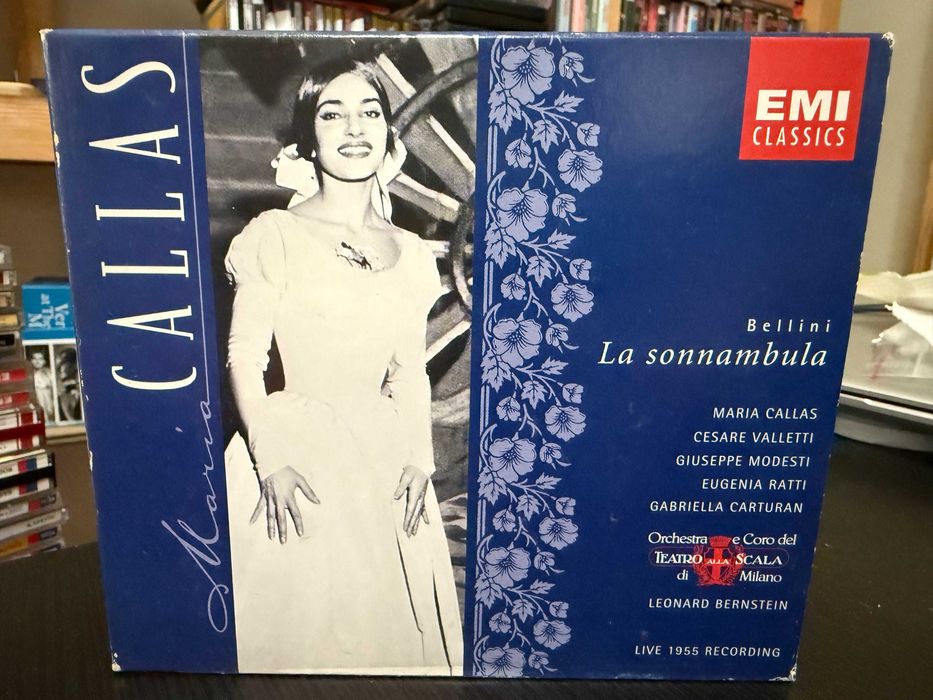 Maria CALLAS
EMI
CLASSICS
Bellini
La sonnambula
MARIA CALLAS
CESARE VALLETTI
GIUSEPPE MODESTI
EUGENIA RATTI
GABRIELLA CARTURAN
Orchestra e Coro del
TEATRO ALLA SCALA
di Milano
LEONARD BERNSTEIN
LIVE 1955 RECORDING